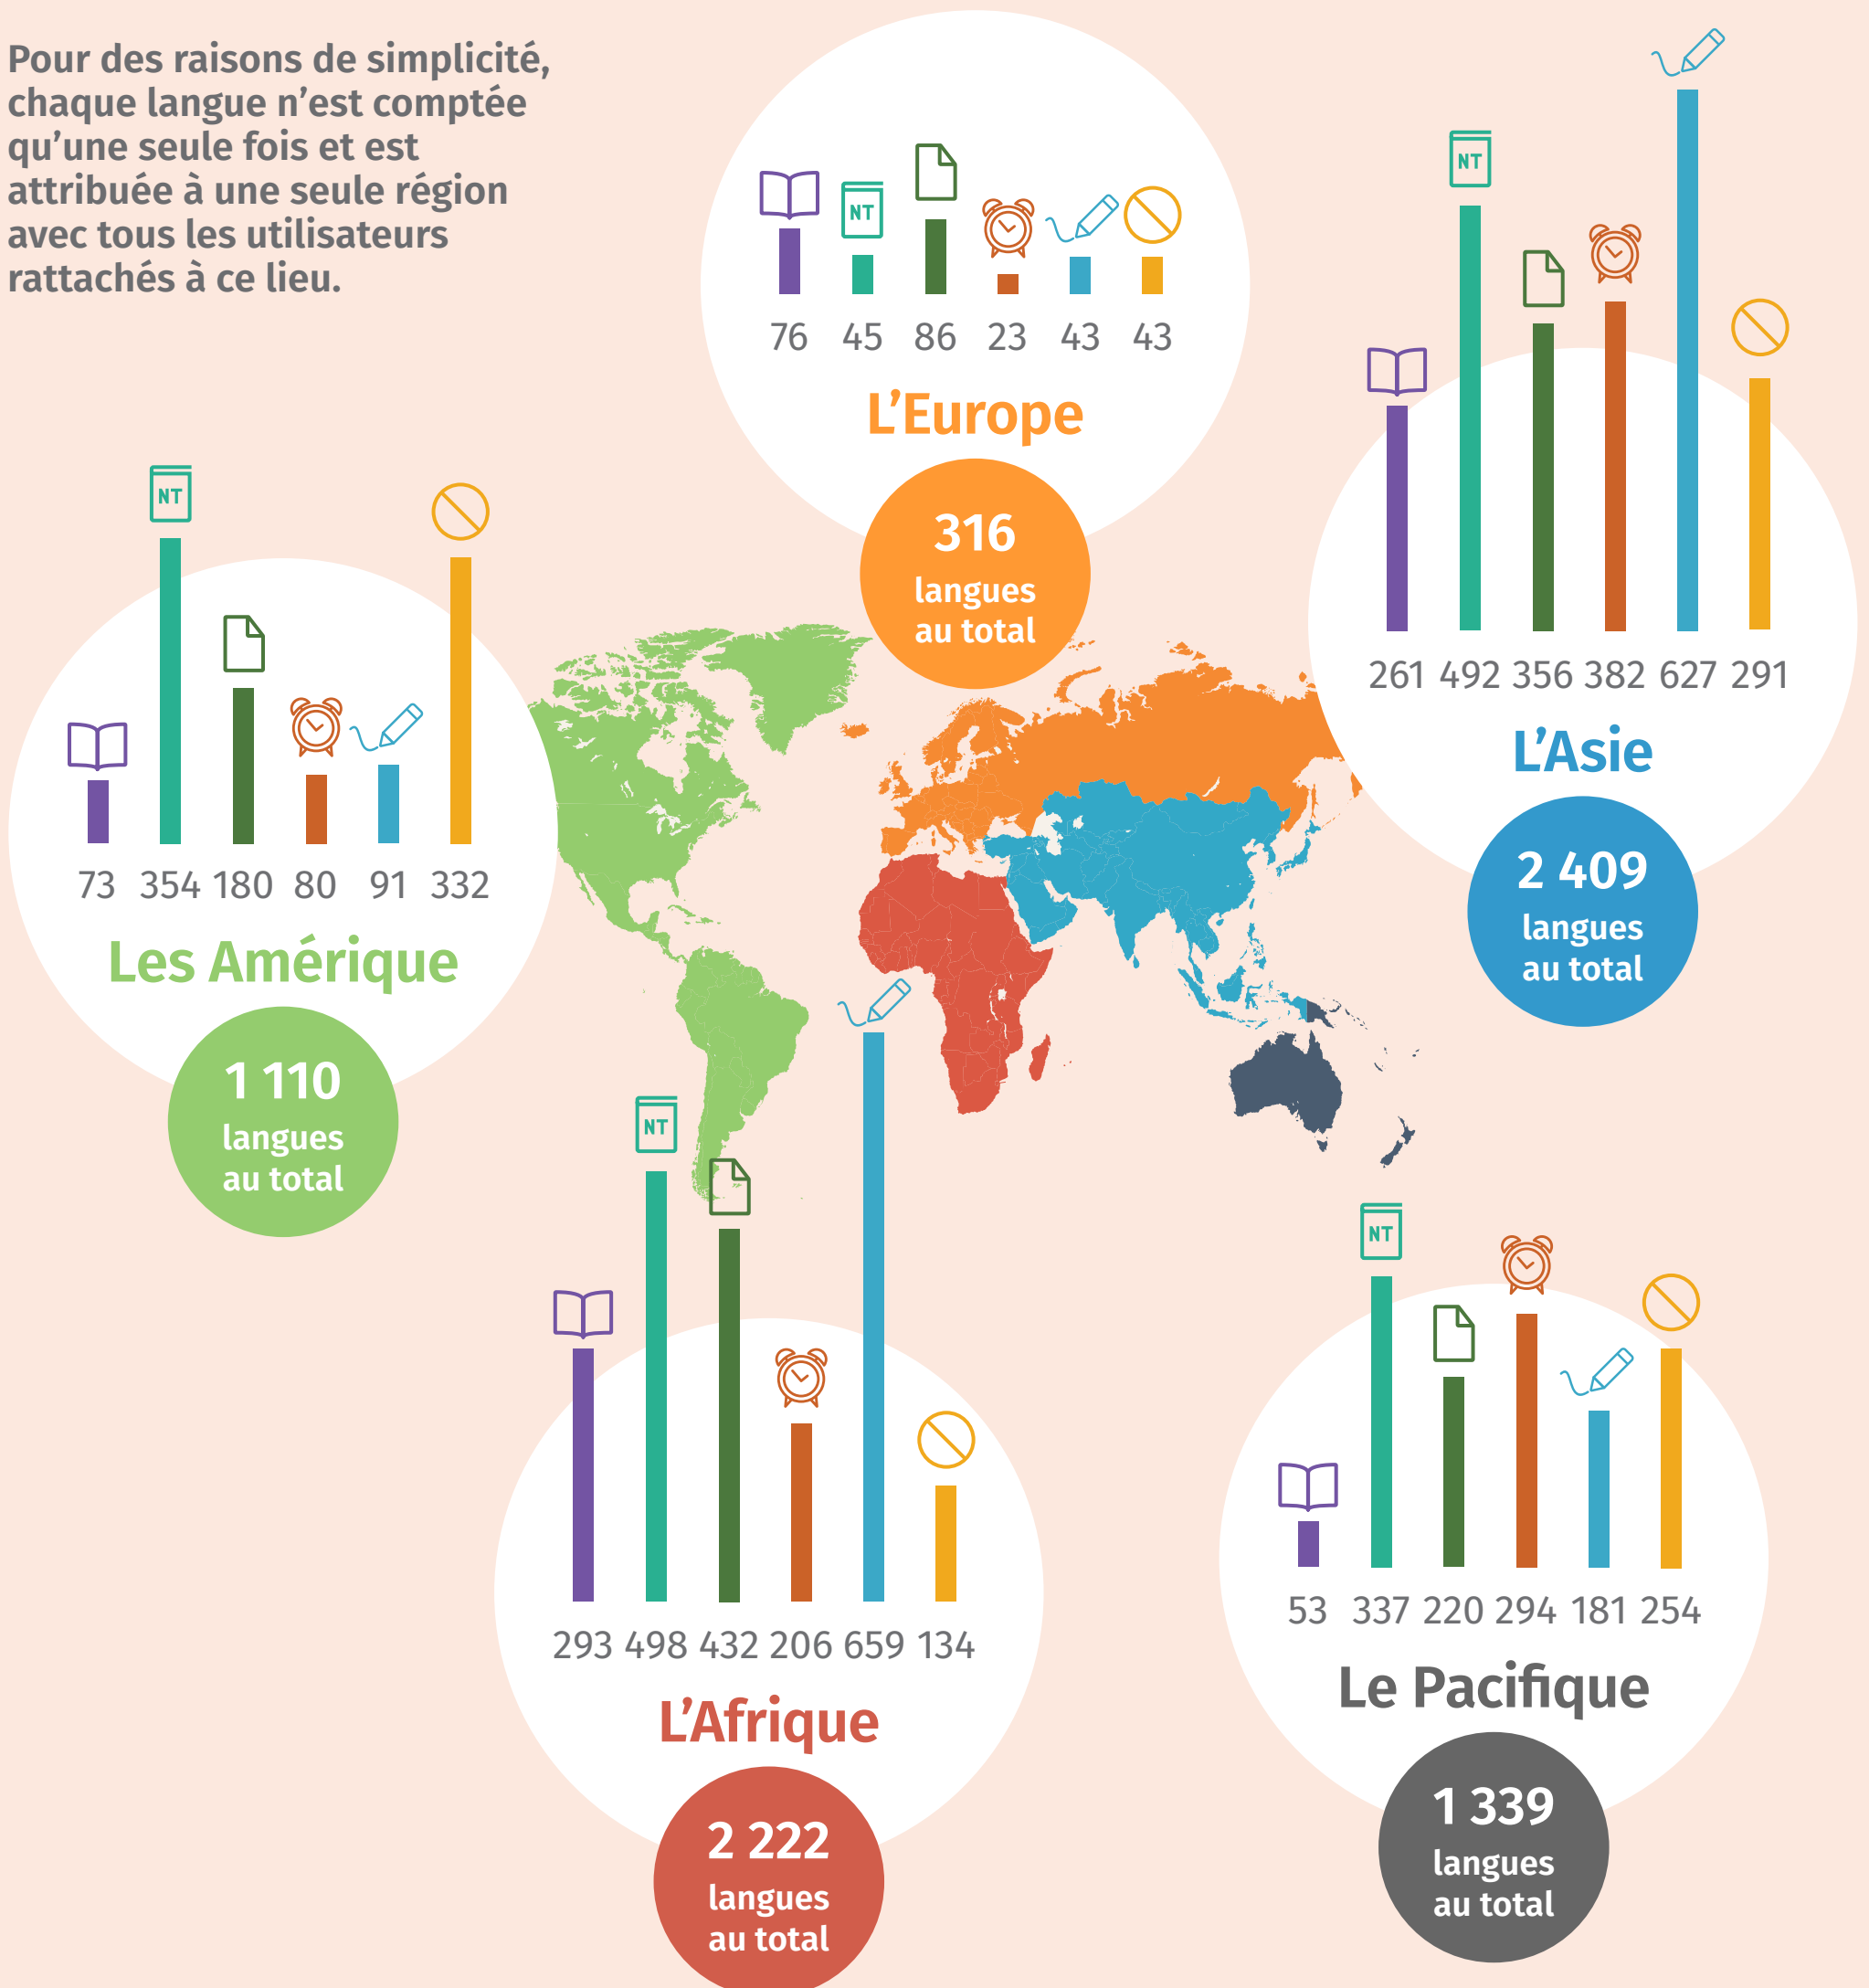 Pour des raisons de simplicité,
chaque langue n’est comptée
qu’une seule fois et est
attribuée à une seule région
avec tous les utilisateurs
rattachés à ce lieu.
NT
76 45 86 23 43 43
L’Europe
316
langues
au total
NT
261 492 356 382 627 291
L’Asie
2 409
langues
au total
NT
73 354 180 80 91 332
Les Amérique
1 110
langues
au total
NT
293 498 432 206 659 134
L’Afrique
2 222
langues
au total
NT
53 337 220 294 181 254
Le Pacifique
1 339
langues
au total